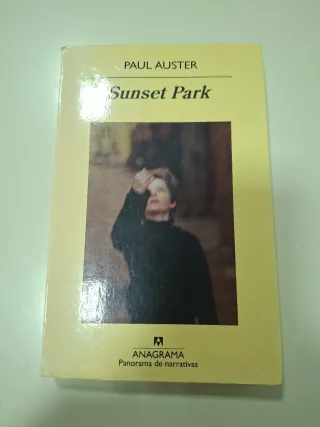 PAUL AUSTER
Sunset Park
ANAGRAMA
Panorama de narrativas